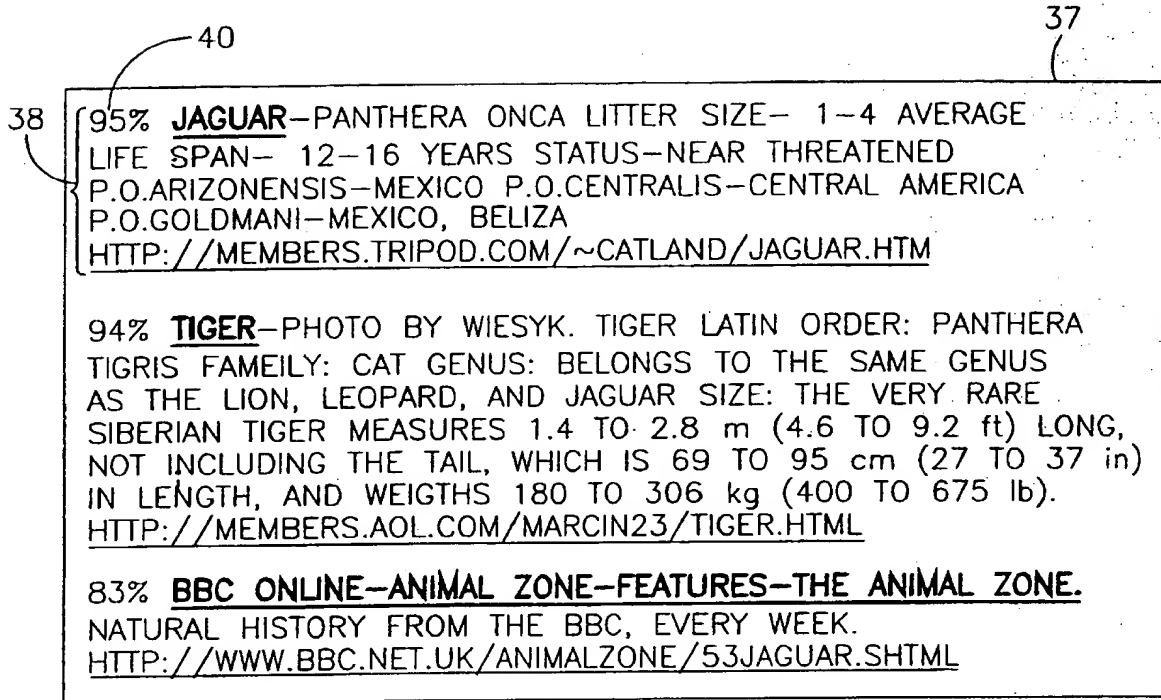 37
40
38
95% JAGUAR–PANTHERA ONCA LITTER SIZE– 1–4 AVERAGE
LIFE SPAN– 12–16 YEARS STATUS–NEAR THREATENED
P.O.ARIZONENSIS–MEXICO P.O.CENTRALIS–CENTRAL AMERICA
P.O.GOLDMANI–MEXICO, BELIZA
HTTP://MEMBERS.TRIPOD.COM/~CATLAND/JAGUAR.HTM
94% TIGER–PHOTO BY WIESYK. TIGER LATIN ORDER: PANTHERA
TIGRIS FAMEILY: CAT GENUS: BELONGS TO THE SAME GENUS
AS THE LION, LEOPARD, AND JAGUAR SIZE: THE VERY RARE
SIBERIAN TIGER MEASURES 1.4 TO 2.8 m (4.6 TO 9.2 ft) LONG,
NOT INCLUDING THE TAIL, WHICH IS 69 TO 95 cm (27 TO 37 in)
IN LENGTH, AND WEIGTHS 180 TO 306 kg (400 TO 675 lb).
HTTP://MEMBERS.AOL.COM/MARCIN23/TIGER.HTML
83% BBC ONLINE–ANIMAL ZONE–FEATURES–THE ANIMAL ZONE.
NATURAL HISTORY FROM THE BBC, EVERY WEEK.
HTTP://WWW.BBC.NET.UK/ANIMALZONE/53JAGUAR.SHTML